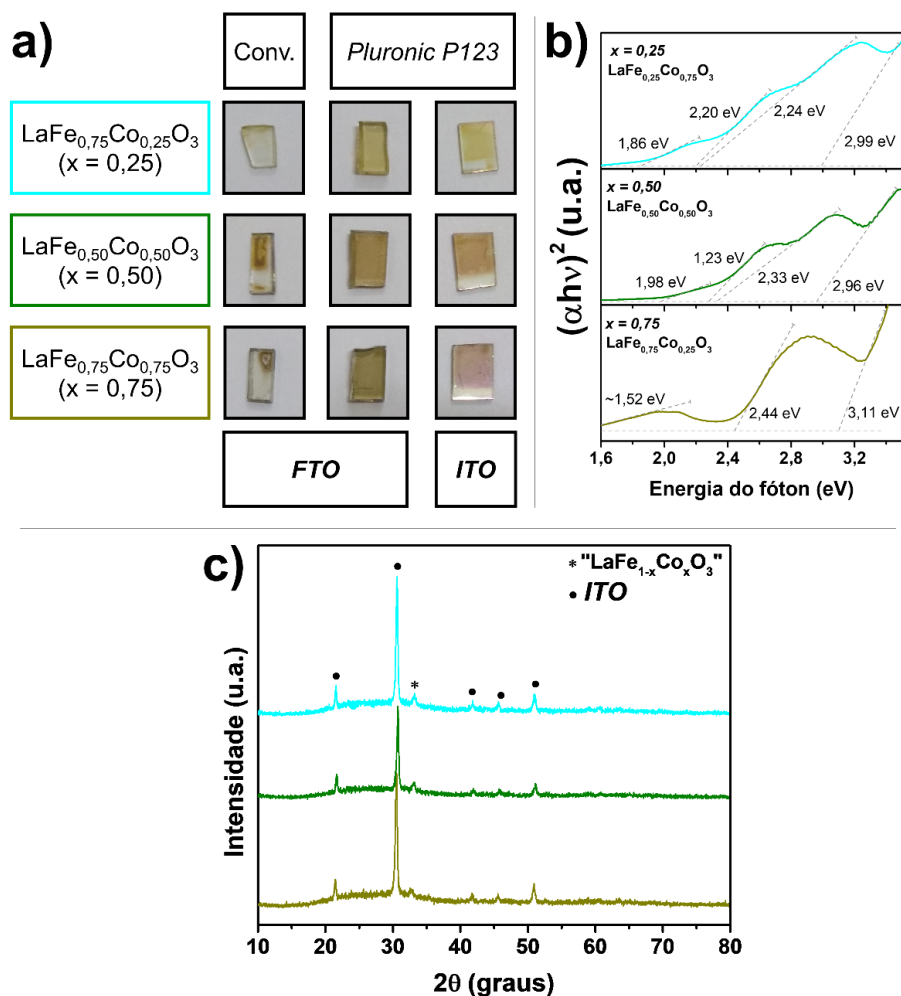 a)
Conv.
Pluronic P123
LaFe0,75Co0,25O3
(x = 0,25)
LaFe0,50Co0,50O3
(x = 0,50)
LaFe0,75Co0,75O3
(x = 0,75)
FTO
ITO
b)
x = 0,25
LaFe0,25Co0,75O3
1,86 eV
2,20 eV
2,24 eV
2,99 eV
x = 0,50
LaFe0,50Co0,50O3
1,98 eV
1,23 eV
2,33 eV
2,96 eV
x = 0,75
LaFe0,75Co0,25O3
~1,52 eV
2,44 eV
3,11 eV
(αhν)2 (u.a.)
1,6 2,0 2,4 2,8 3,2
Energia do fóton (eV)
c)
* "LaFe1-xCoxO3"
• ITO
*
Intensidade (u.a.)
10 20 30 40 50 60 70 80
2θ (graus)